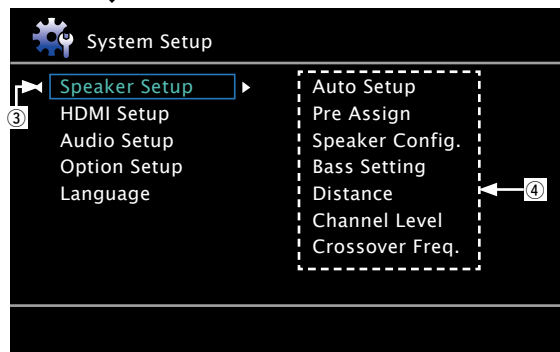 System Setup
③
Speaker Setup
HDMI Setup
Audio Setup
Option Setup
Language
Auto Setup
Pre Assign
Speaker Config.
Bass Setting
Distance
Channel Level
Crossover Freq.
④